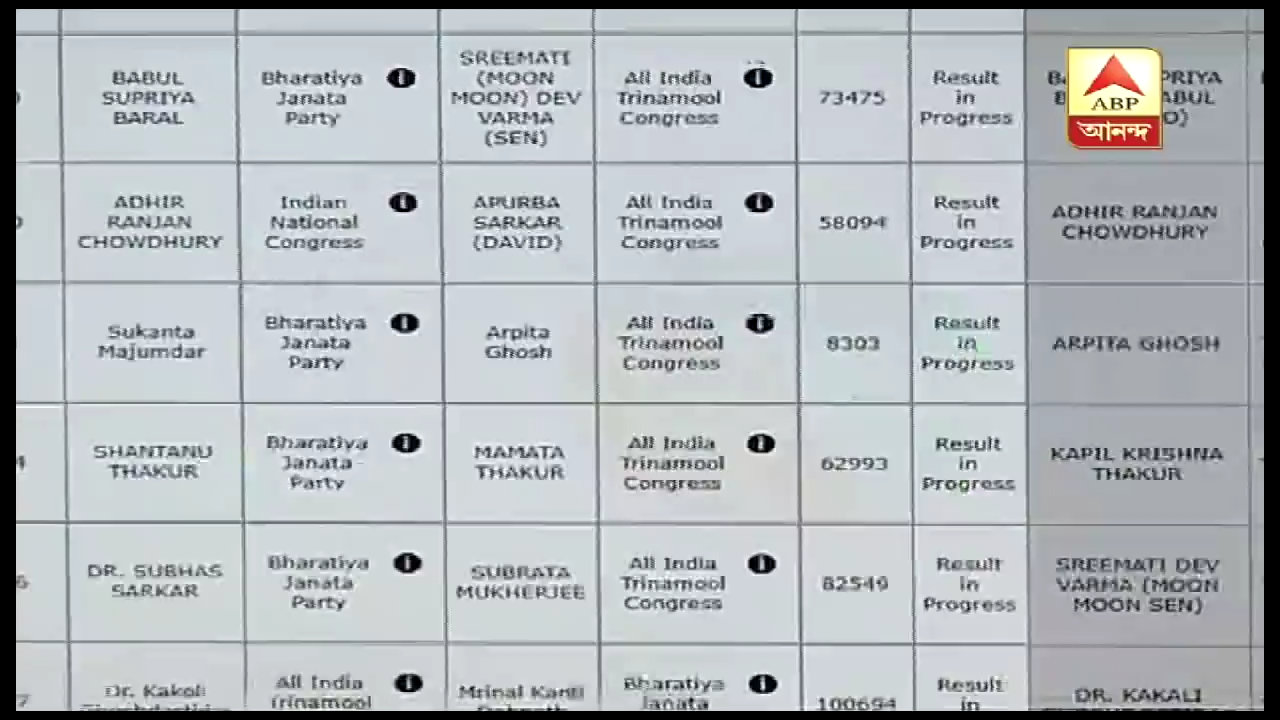 BABUL
SUPRIYA
BARAL
Bharatiya
Janata
Party
SREEMATI
(MOON
MOON) DEV
VARMA
(SEN)
All India
Trinamool
Congress
73475
Result
in
Progress
ABP
আনন্দ
ADHIR
RANJAN
CHOWDHURY
Indian
National
Congress
APURBA
SARKAR
(DAVID)
All India
Trinamool
Congress
58094
Result
in
Progress
ADHIR RANJAN
CHOWDHURY
Sukanta
Majumdar
Bharatiya
Janata
Party
Arpita
Ghosh
All India
Trinamool
Congress
8303
Result
in
Progress
ARPITA GHOSH
SHANTANU
THAKUR
Bharatiya
Janata
Party
MAMATA
THAKUR
All India
Trinamool
Congress
62993
Result
in
Progress
KAPIL KRISHNA
THAKUR
DR. SUBHAS
SARKAR
Bharatiya
Janata
Party
SUBRATA
MUKHERJEE
All India
Trinamool
Congress
82549
Result
in
Progress
SREEMATI DEV
VARMA (MOON
MOON SEN)
7
Dr. Kakoli
All India
Trinamool
Mrinal Kanti
Bharatiya
Janata
100694
Result
in
DR. KAKALI